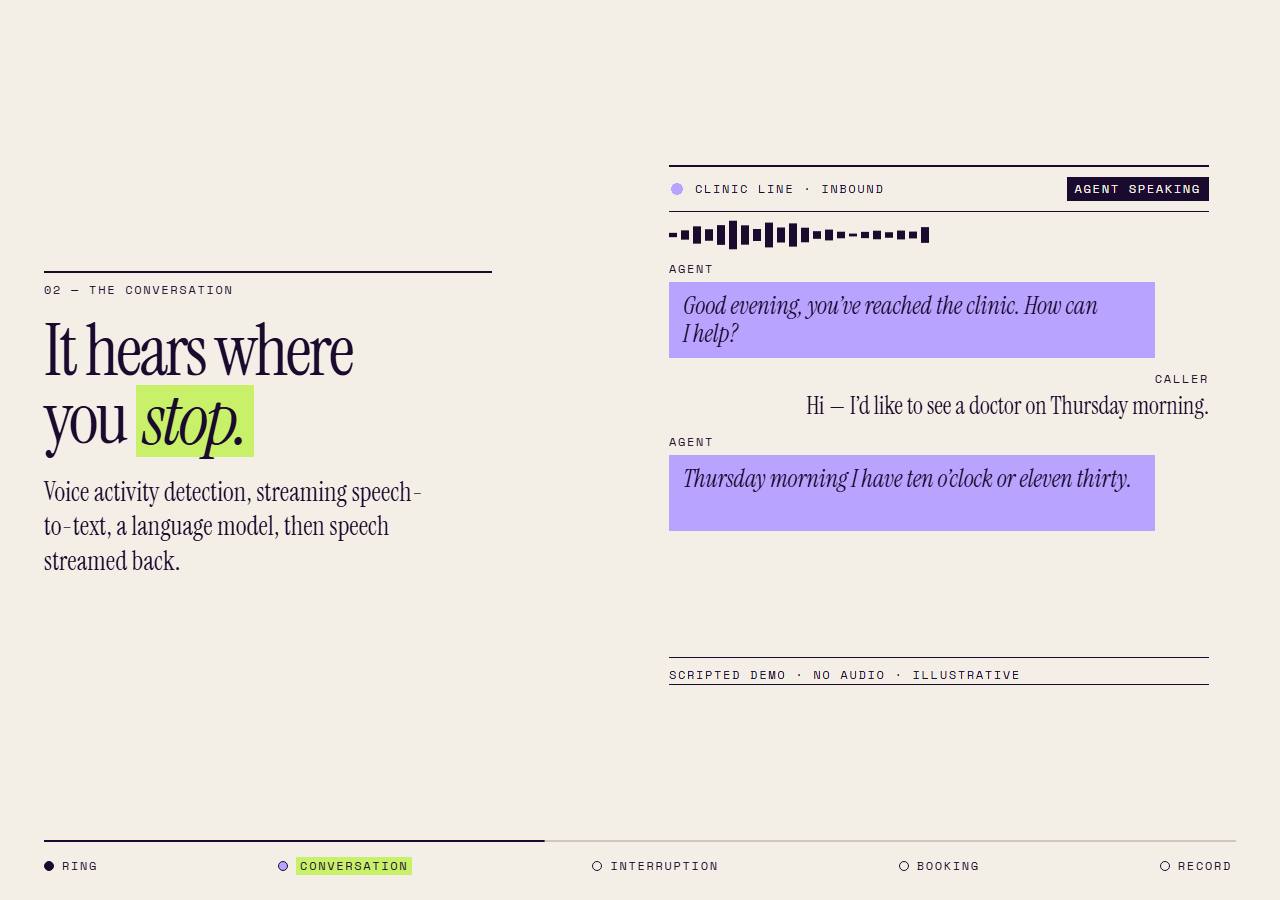 02 — THE CONVERSATION
It hears where
you stop.
Voice activity detection, streaming speech-
to-text, a language model, then speech
streamed back.
CLINIC LINE · INBOUND
AGENT SPEAKING
AGENT
Good evening, you’ve reached the clinic. How can
I help?
CALLER
Hi — I’d like to see a doctor on Thursday morning.
AGENT
Thursday morning I have ten o’clock or eleven thirty.
SCRIPTED DEMO · NO AUDIO · ILLUSTRATIVE
RING
CONVERSATION
INTERRUPTION
BOOKING
RECORD